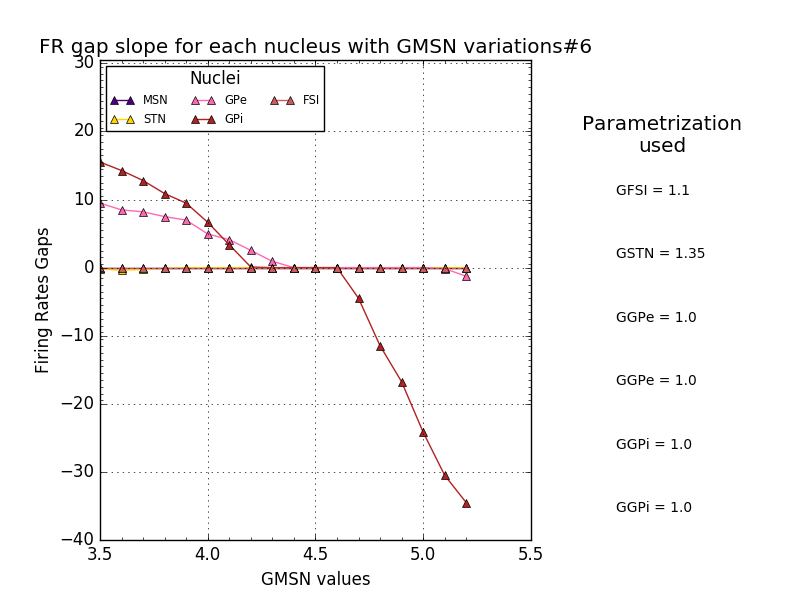 FR gap slope for each nucleus with GMSN variations#6
Nuclei
MSN GPe FSI
STN GPi
30
20
10
0
−10
−20
−30
−40
3.5 4.0 4.5 5.0 5.5
Firing Rates Gaps
GMSN values
Parametrization
used
GFSI = 1.1
GSTN = 1.35
GGPe = 1.0
GGPe = 1.0
GGPi = 1.0
GGPi = 1.0